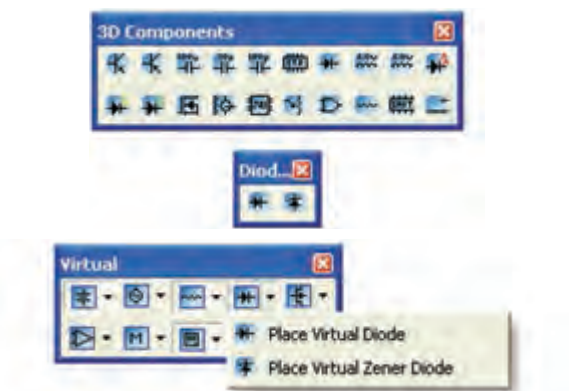 3D Components
Diod...
Virtual
M
Place Virtual Diode
Place Virtual Zener Diode